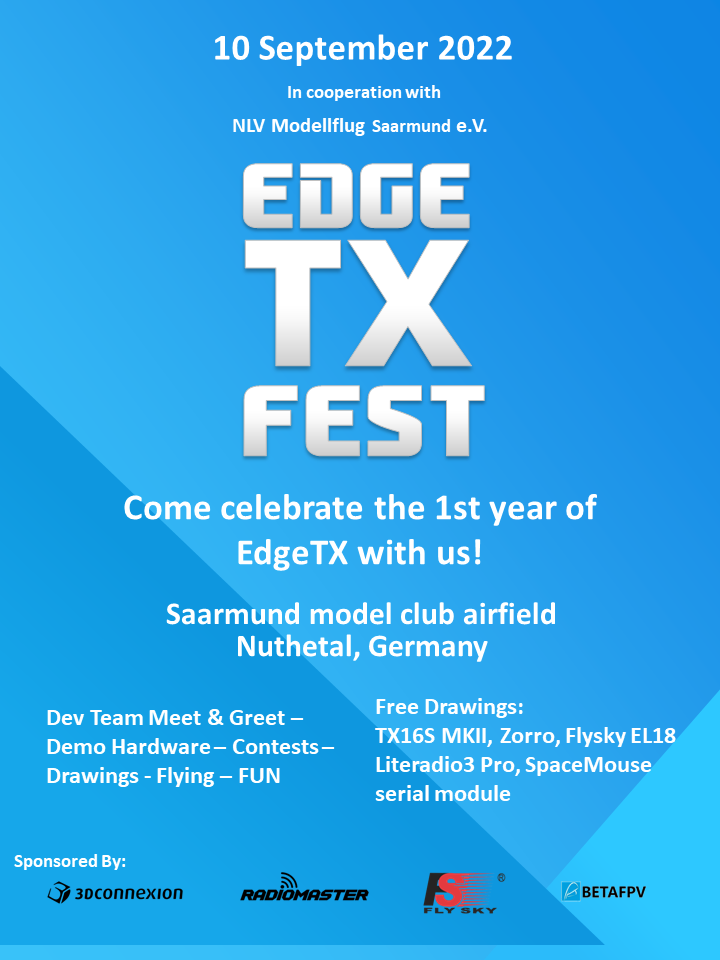 10 September 2022
In cooperation with
NLV Modellflug Saarmund e.V.
EDGE
TX
FEST
Come celebrate the 1st year of
EdgeTX with us!
Saarmund model club airfield
Nuthetal, Germany
Dev Team Meet & Greet –
Demo Hardware – Contests –
Drawings - Flying – FUN
Free Drawings:
TX16S MKII, Zorro, Flysky EL18
Literadio3 Pro, SpaceMouse
serial module
Sponsored By:
3DCONNEXION
RADIOMASTER
FS®
FLY SKY
BETAFPV